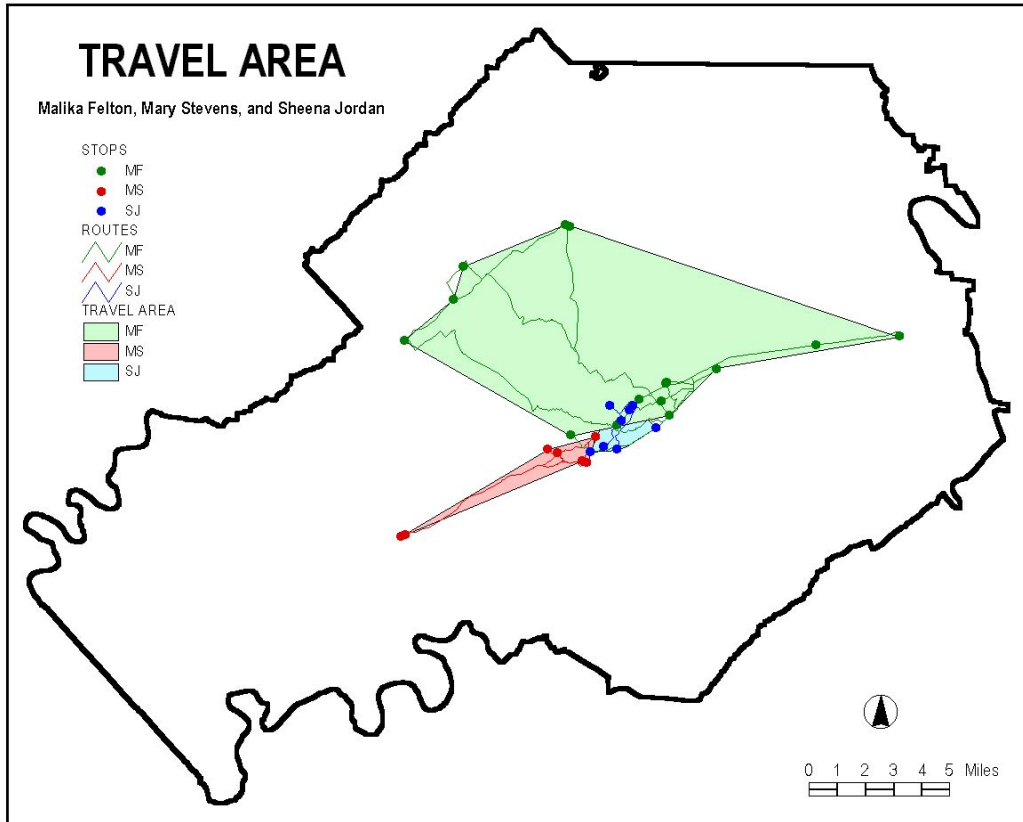 TRAVEL AREA
Malika Felton, Mary Stevens, and Sheena Jordan
STOPS
MF
MS
SJ
ROUTES
MF
MS
SJ
TRAVEL AREA
MF
MS
SJ
0 1 2 3 4 5 Miles